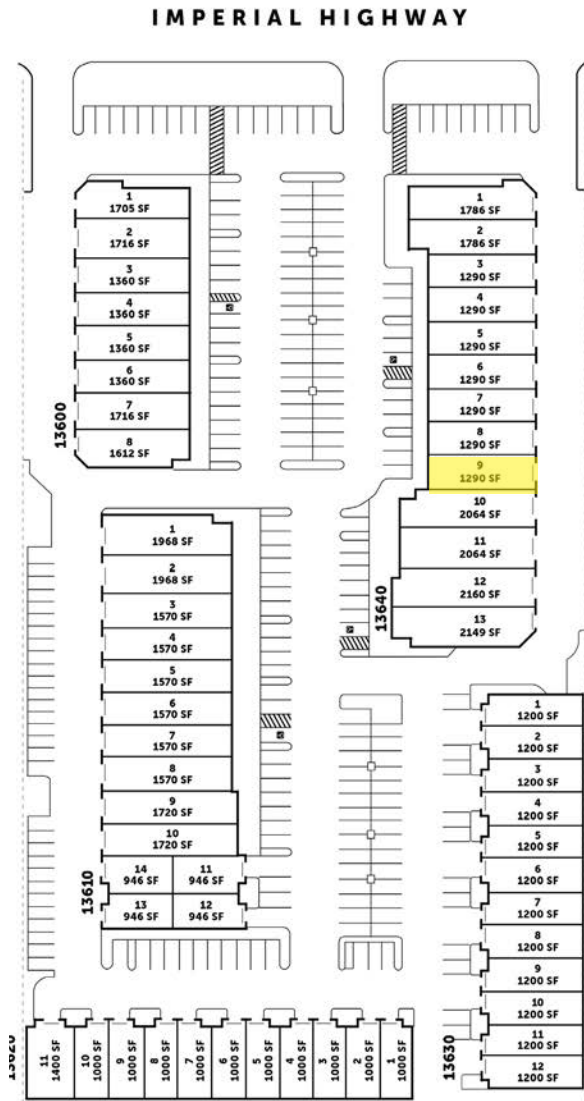 IMPERIAL HIGHWAY
1
1705 SF
2
1716 SF
3
1360 SF
4
1360 SF
5
1360 SF
6
1360 SF
7
1716 SF
8
1612 SF
13600
1
1786 SF
2
1786 SF
3
1290 SF
4
1290 SF
5
1290 SF
6
1290 SF
7
1290 SF
8
1290 SF
9
1290 SF
10
2064 SF
11
2064 SF
12
2160 SF
13
2149 SF
13640
1
1968 SF
2
1968 SF
3
1570 SF
4
1570 SF
5
1570 SF
6
1570 SF
7
1570 SF
8
1570 SF
9
1720 SF
10
1720 SF
14
946 SF
11
946 SF
13
946 SF
12
946 SF
13610
1
1200 SF
2
1200 SF
3
1200 SF
4
1200 SF
5
1200 SF
6
1200 SF
7
1200 SF
8
1200 SF
9
1200 SF
10
1200 SF
11
1200 SF
12
1200 SF
13630
13620
11
1400 SF
10
1000 SF
9
1000 SF
8
1000 SF
7
1000 SF
6
1000 SF
5
1000 SF
4
1000 SF
3
1000 SF
2
1000 SF
1
1000 SF